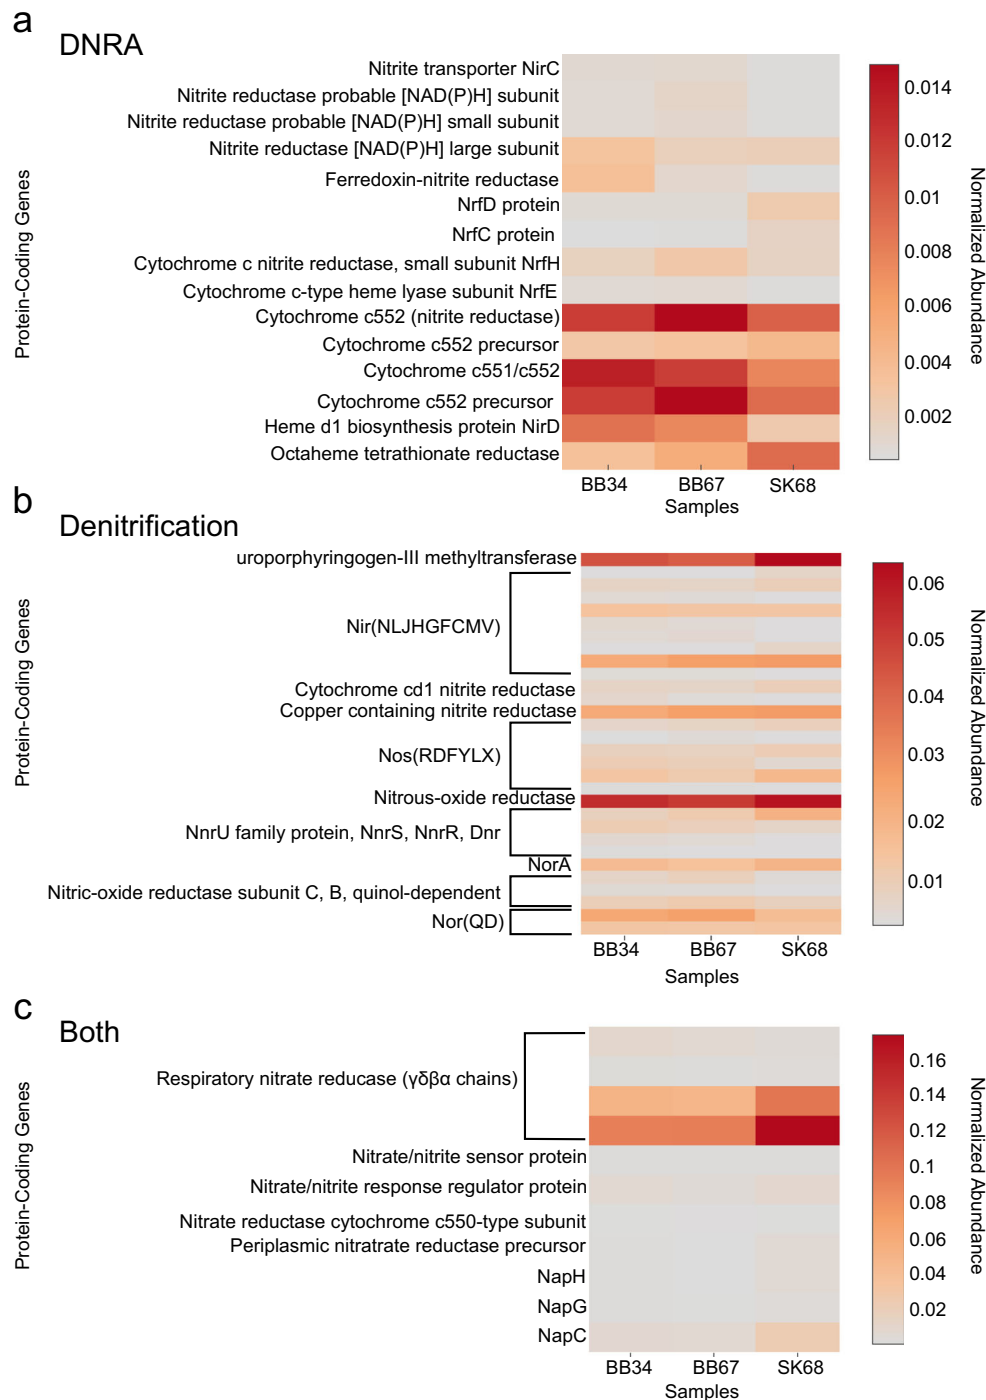 a
DNRA
Protein-Coding Genes
Nitrite transporter NirC
Nitrite reductase probable [NAD(P)H] subunit
Nitrite reductase probable [NAD(P)H] small subunit
Nitrite reductase [NAD(P)H] large subunit
Ferredoxin-nitrite reductase
NrfD protein
NrfC protein
Cytochrome c nitrite reductase, small subunit NrfH
Cytochrome c-type heme lyase subunit NrfE
Cytochrome c552 (nitrite reductase)
Cytochrome c552 precursor
Cytochrome c551/c552
Cytochrome c552 precursor
Heme d1 biosynthesis protein NirD
Octaheme tetrathionate reductase
BB34 BB67 SK68
Samples
0.014
0.012
0.01
0.008
0.006
0.004
0.002
Normalized Abundance
b
Denitrification
Protein-Coding Genes
uroporphyringogen-III methyltransferase
Nir(NLJHGFCMV)
Cytochrome cd1 nitrite reductase
Copper containing nitrite reductase
Nos(RDFYLX)
Nitrous-oxide reductase
NnrU family protein, NnrS, NnrR, Dnr
NorA
Nitric-oxide reductase subunit C, B, quinol-dependent
Nor(QD)
BB34 BB67 SK68
Samples
0.06
0.05
0.04
0.03
0.02
0.01
Normalized Abundance
c
Both
Protein-Coding Genes
Respiratory nitrate reducase (γδβα chains)
Nitrate/nitrite sensor protein
Nitrate/nitrite response regulator protein
Nitrate reductase cytochrome c550-type subunit
Periplasmic nitratrate reductase precursor
NapH
NapG
NapC
BB34 BB67 SK68
Samples
0.16
0.14
0.12
0.1
0.08
0.06
0.04
0.02
Normalized Abundance